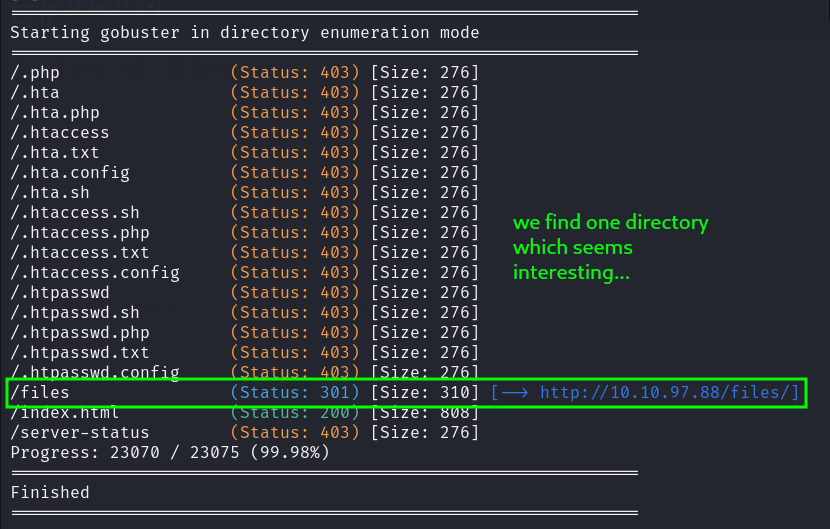 Starting gobuster in directory enumeration mode
/.php (Status: 403) [Size: 276]
/.hta (Status: 403) [Size: 276]
/.hta.php (Status: 403) [Size: 276]
/.htaccess (Status: 403) [Size: 276]
/.hta.txt (Status: 403) [Size: 276]
/.hta.config (Status: 403) [Size: 276]
/.hta.sh (Status: 403) [Size: 276]
/.htaccess.sh (Status: 403) [Size: 276]
/.htaccess.php (Status: 403) [Size: 276]
/.htaccess.txt (Status: 403) [Size: 276]
/.htaccess.config (Status: 403) [Size: 276]
/.htpasswd (Status: 403) [Size: 276]
/.htpasswd.sh (Status: 403) [Size: 276]
/.htpasswd.php (Status: 403) [Size: 276]
/.htpasswd.txt (Status: 403) [Size: 276]
/.htpasswd.config (Status: 403) [Size: 276]
/files (Status: 301) [Size: 310] [--> http://10.10.97.88/files/]
/index.html (Status: 200) [Size: 808]
/server-status (Status: 403) [Size: 276]
Progress: 23070 / 23075 (99.98%)
Finished
we find one directory
which seems
interesting...